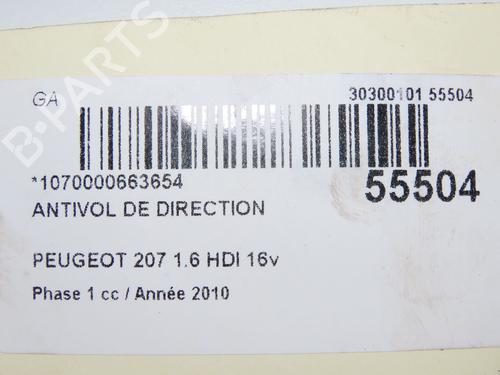 B-PARTS
GA
30300101 55504
*1070000663654
55504
ANTIVOL DE DIRECTION
PEUGEOT 207 1.6 HDI 16v
Phase 1 cc / Année 2010